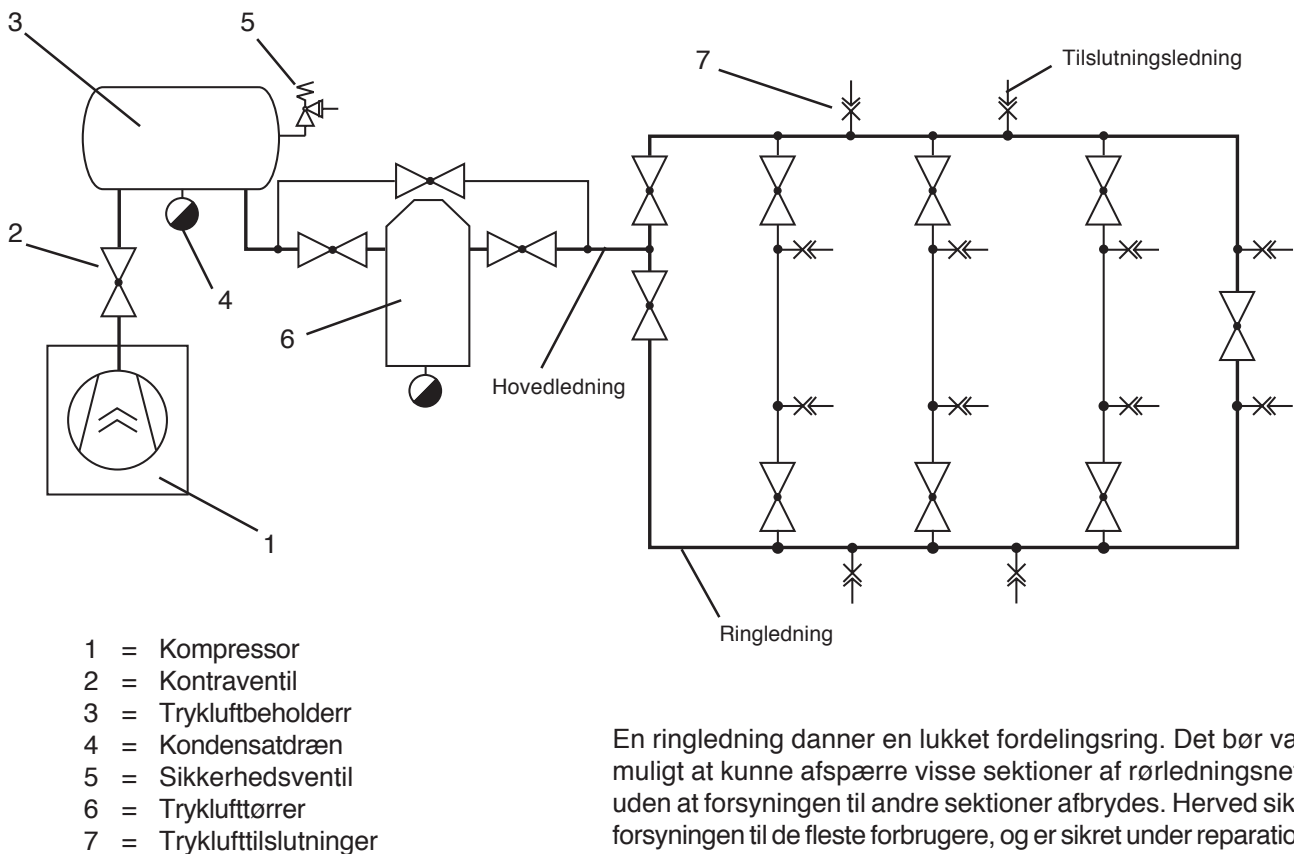 3
5
7
Tilslutningsledning
2
4
6
Hovedledning
1
Ringledning
1 = Kompressor
2 = Kontraventil
3 = Trykluftbeholderr
4 = Kondensatdræn
5 = Sikkerhedsventil
6 = Tryklufttørrer
7 = Tryklufttilslutninger
En ringledning danner en lukket fordelingsring. Det bør væ
muligt at kunne afspærre visse sektioner af rørledningsnet
uden at forsyningen til andre sektioner afbrydes. Herved sik
forsyningen til de fleste forbrugere, og er sikret under reparatio